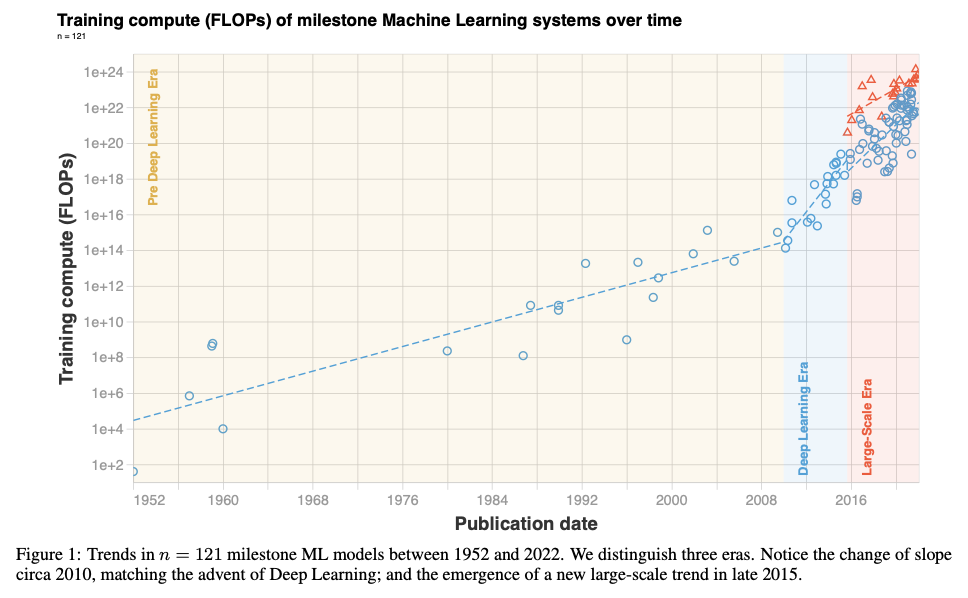 Training compute (FLOPs) of milestone Machine Learning systems over time
n = 121
Training compute (FLOPs)
1e+24
1e+22
1e+20
1e+18
1e+16
1e+14
1e+12
1e+10
1e+8
1e+6
1e+4
1e+2
Pre Deep Learning Era
Deep Learning Era
Large-Scale Era
1952 1960 1968 1976 1984 1992 2000 2008 2016
Publication date
Figure 1: Trends in n = 121 milestone ML models between 1952 and 2022. We distinguish three eras. Notice the change of slope
circa 2010, matching the advent of Deep Learning; and the emergence of a new large-scale trend in late 2015.